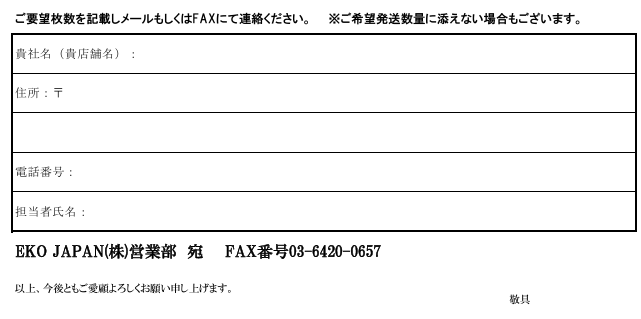 ご要望枚数を記載しメールもしくはFAXにて連絡ください。　※ご希望発送数量に添えない場合もございます。
貴社名（貴店舗名）：
住所：〒
電話番号：
担当者氏名：
EKO JAPAN(株)営業部　宛　FAX番号03-6420-0657
以上、今後ともご愛顧よろしくお願い申し上げます。
敬具